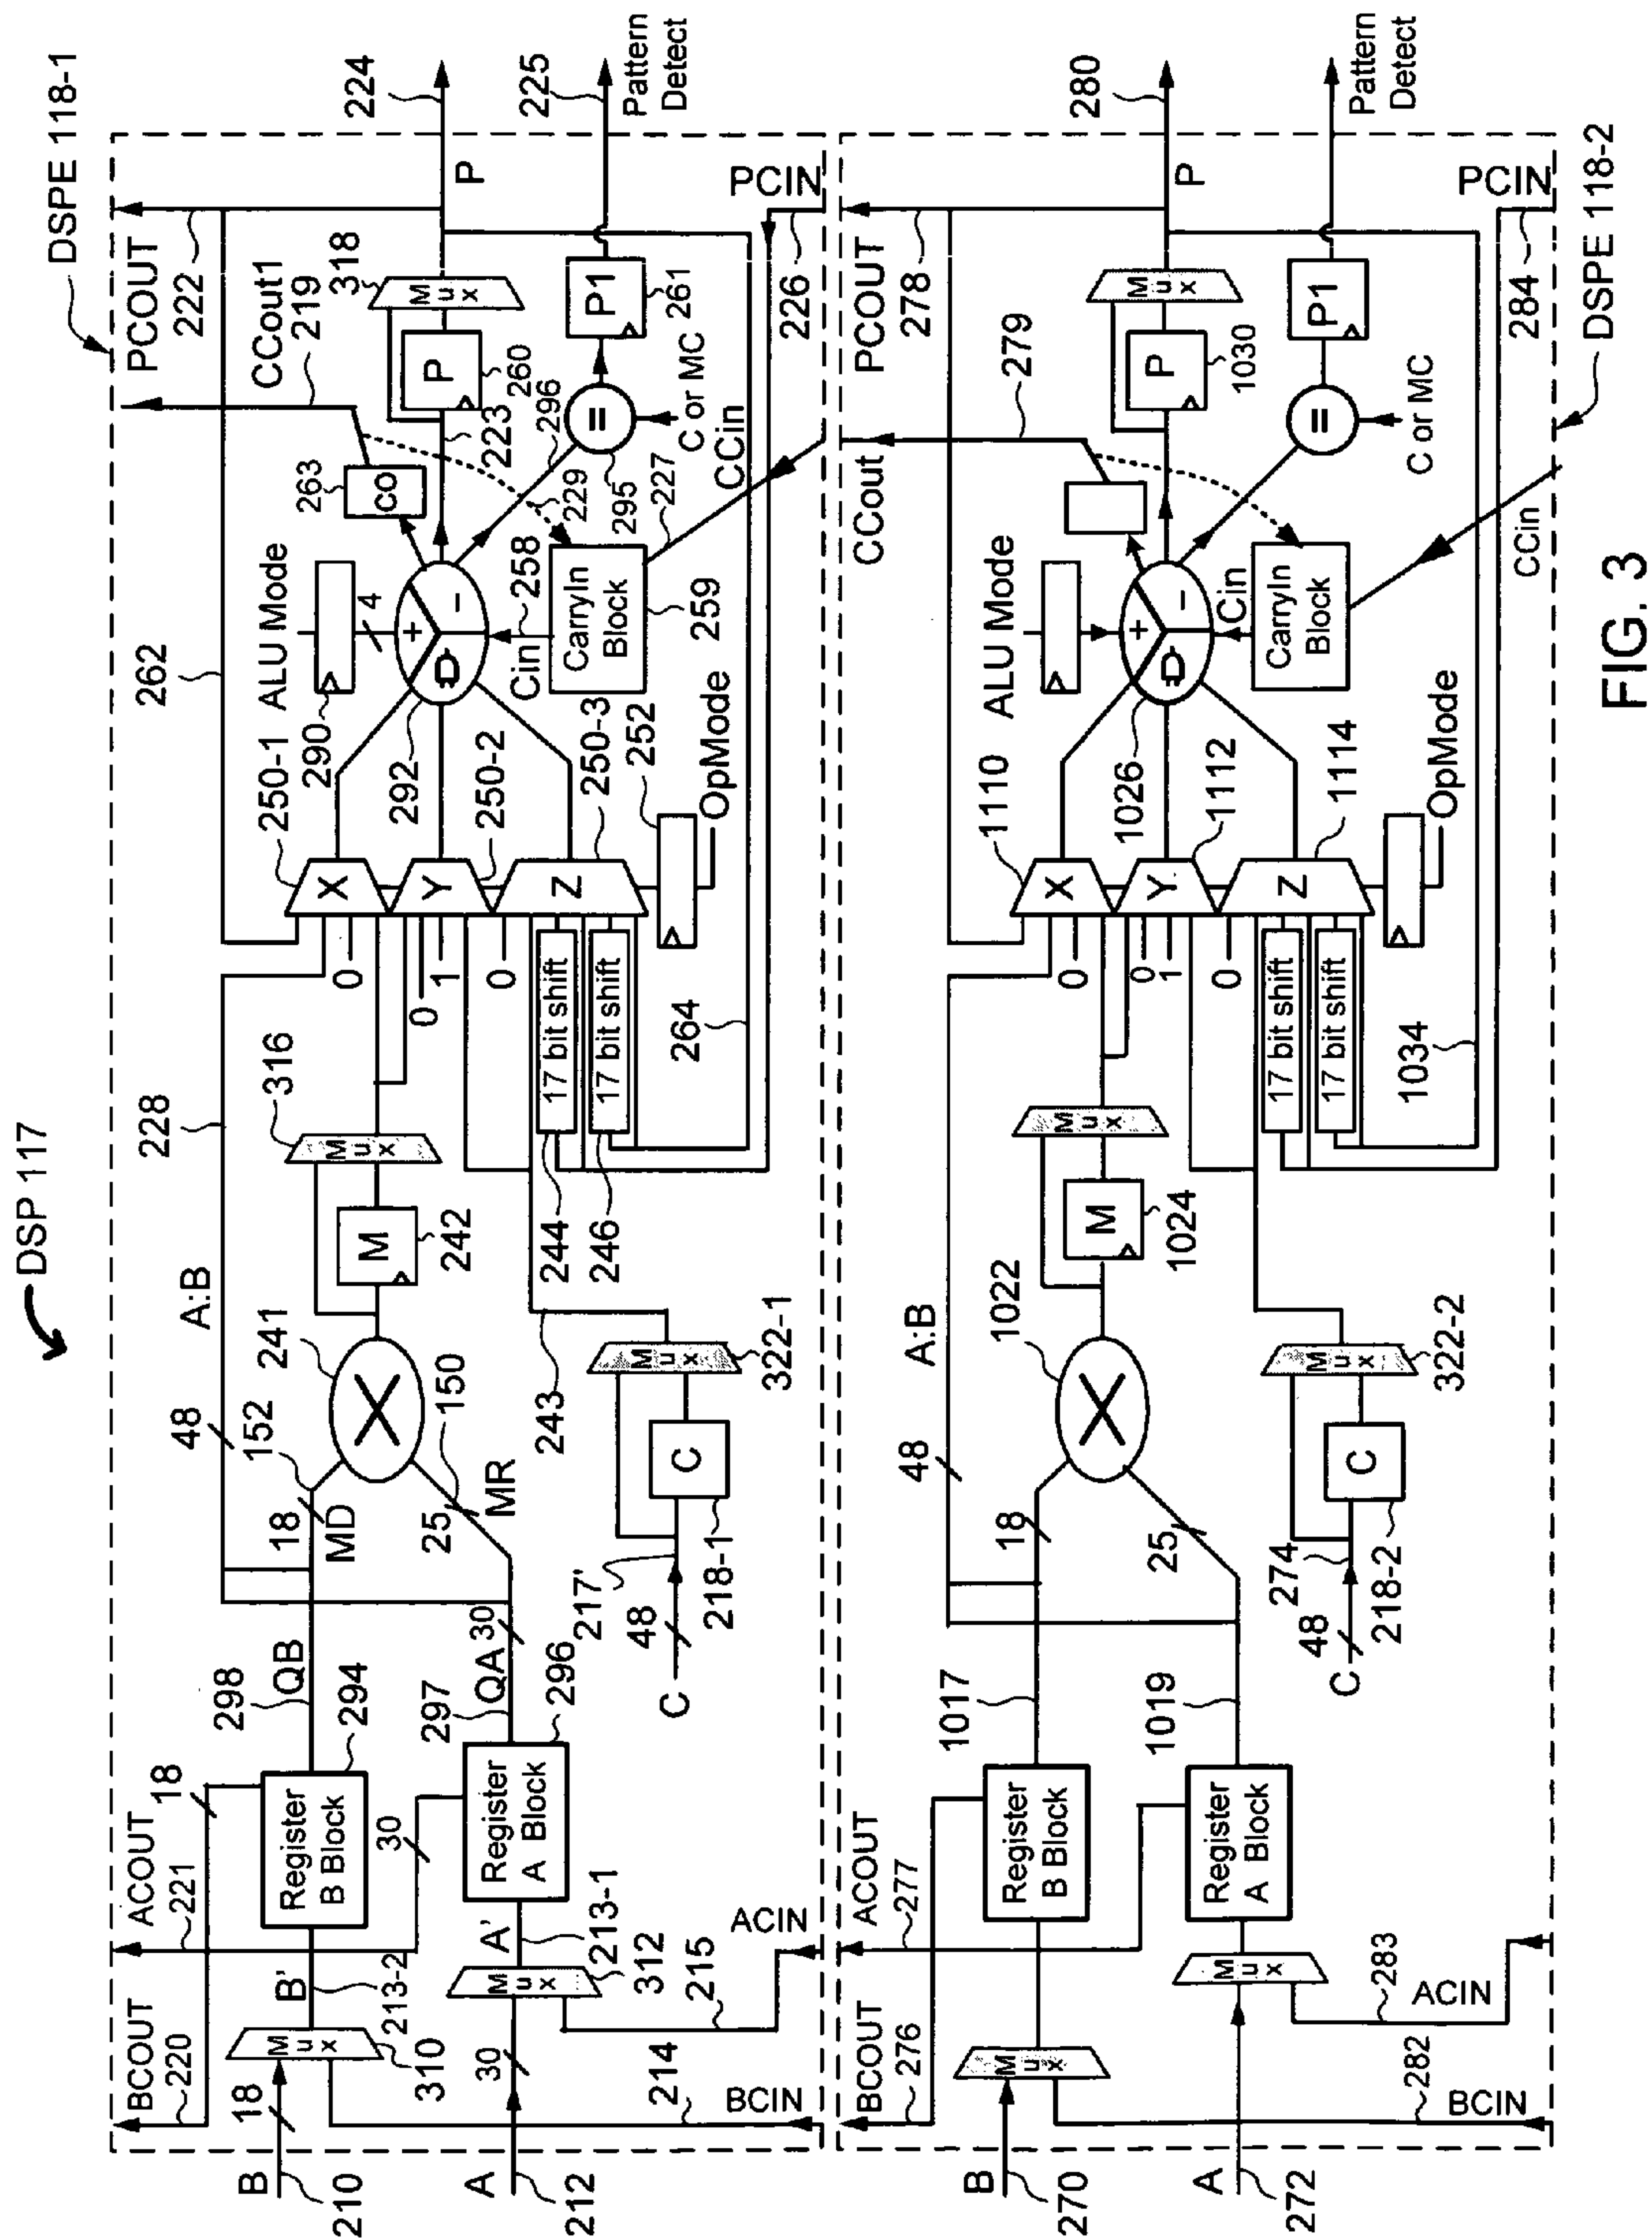 DSP 117
DSPE 118-1
BCOUT
220
ACOUT
221
18
298
QB
294
Register
B Block
B'
213-2
Mux
310
18
B
210
214
BCIN
A
212
30
Mux
312
213-1
A'
215
ACIN
Register
A Block
296
297
QA
30
30
48
A:B
228
152
18
MD
241
25
150
MR
M
242
Mux
316
217'
48
C
C
218-1
Mux
322-1
243
244
246
17 bit shift
17 bit shift
264
0
0
1
0
X
Y
Z
250-1
250-2
250-3
252
OpMode
262
ALU Mode
290
4
292
+
−
Cin
258
CarryIn
Block
259
CO
263
CCout1
219
PCOUT
222
223
P
260
Mux
318
229
296
=
295
C or MC
227
CCin
P1
261
226
PCIN
P
224
225
Pattern
Detect
BCOUT
276
ACOUT
277
B
270
Mux
Register
B Block
1017
A
272
Mux
Register
A Block
1019
282
BCIN
283
ACIN
48
A:B
18
25
1022
M
1024
Mux
274
48
C
C
218-2
Mux
322-2
17 bit shift
17 bit shift
1034
0
0
1
0
X
Y
Z
1110
1112
1114
OpMode
ALU Mode
1026
+
−
Cin
CarryIn
Block
CCout
279
PCOUT
278
P
1030
Mux
=
C or MC
CCin
P1
284
PCIN
P
280
Pattern
Detect
DSPE 118-2
FIG. 3